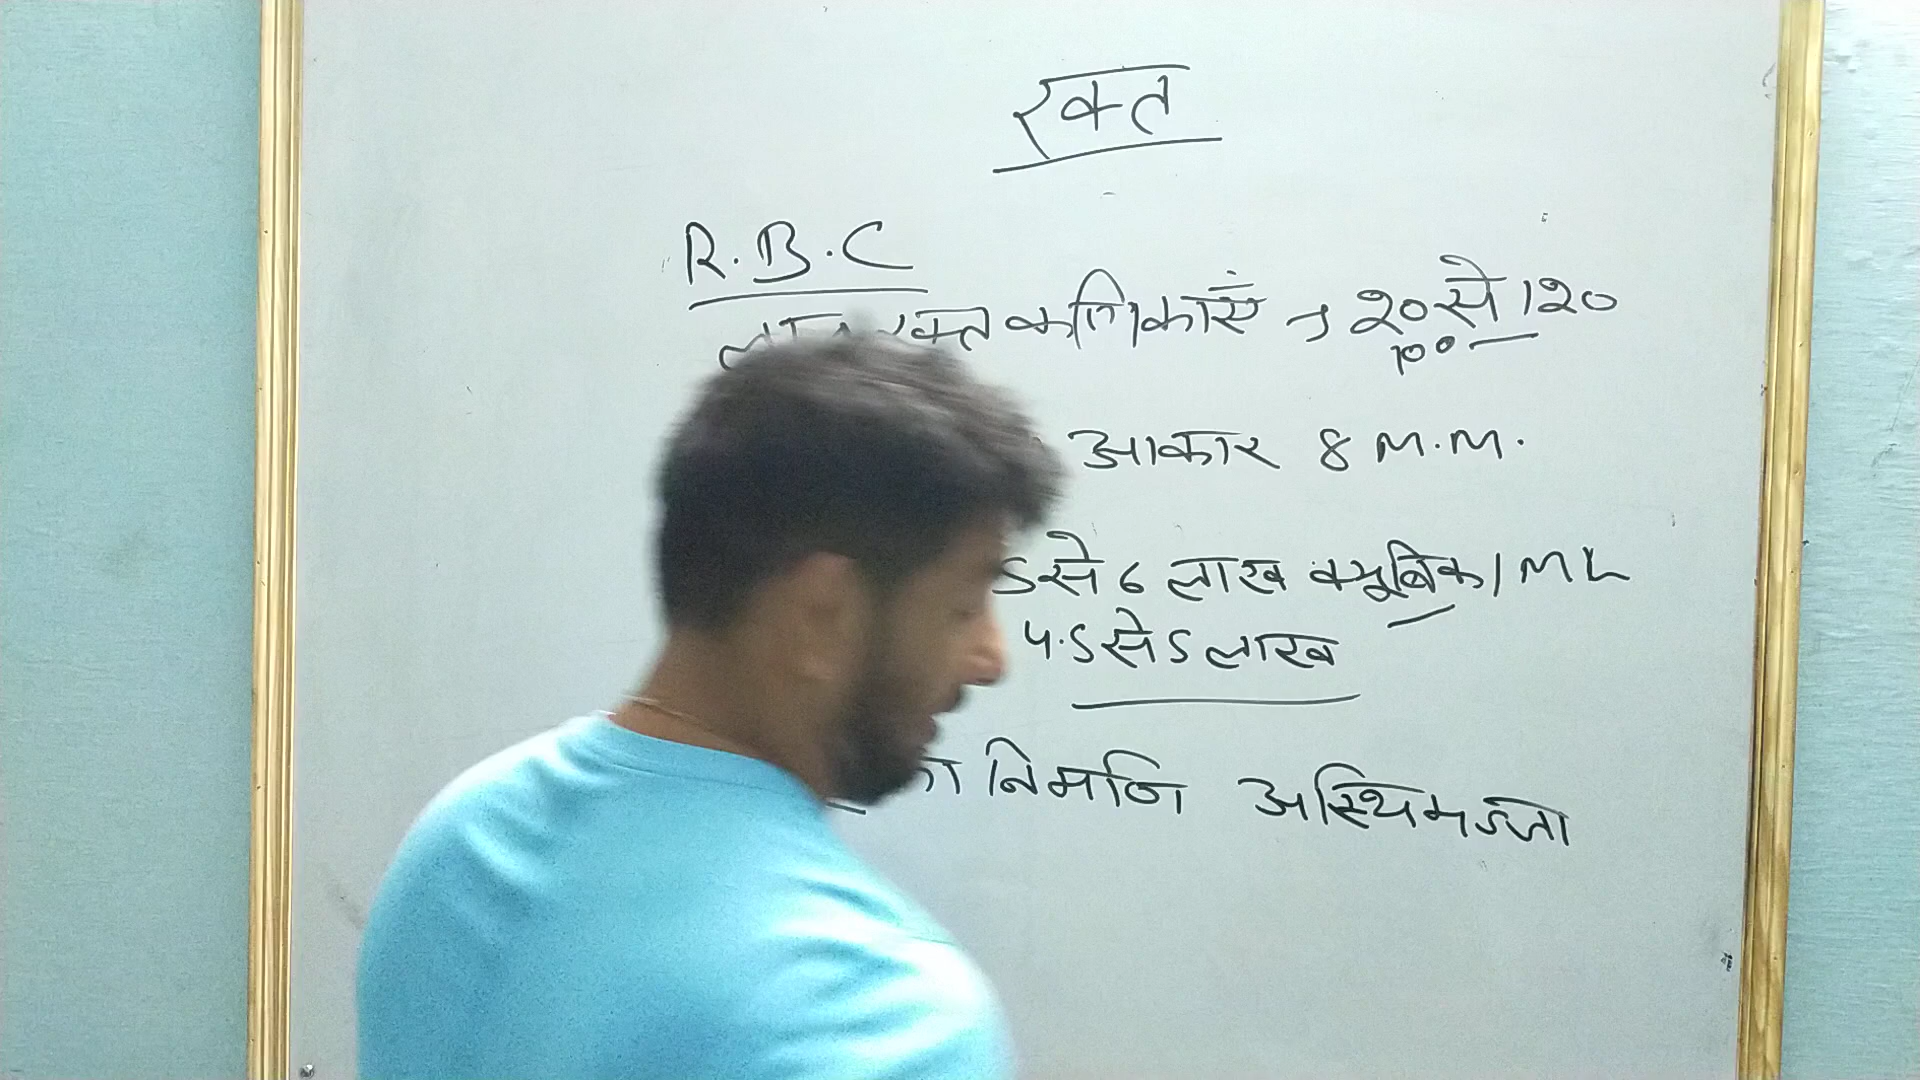 रक्त
R.B.C
रक्त कणिकाएँ → 20 से 120
100
आकार 8 M.M.
5 से 6 लाख क्यूबिक/ML
4.5 से 5 लाख
का निर्माण अस्थिमज्जा